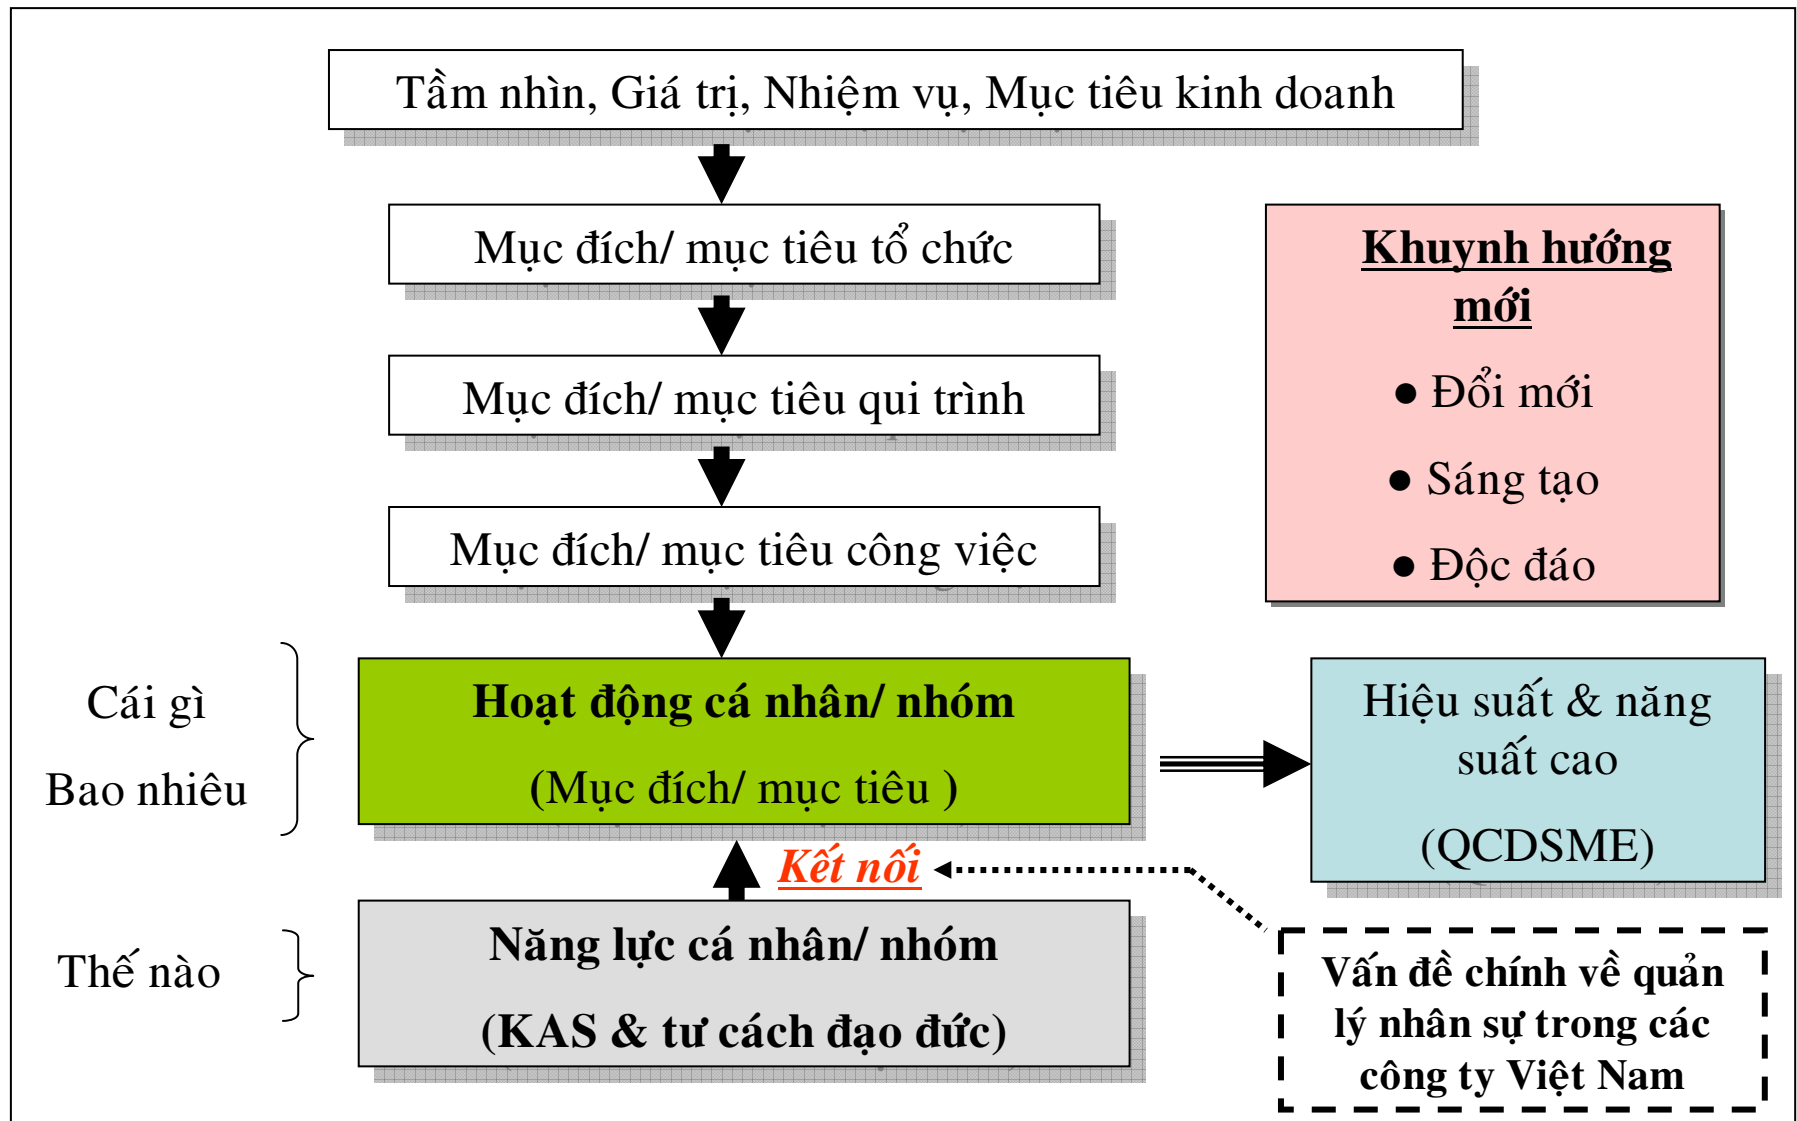 Tầm nhìn, Giá trị, Nhiệm vụ, Mục tiêu kinh doanh
Mục đích/ mục tiêu tổ chức
Khuynh hướng
mới
● Đổi mới
● Sáng tạo
● Độc đáo
Mục đích/ mục tiêu qui trình
Mục đích/ mục tiêu công việc
Cái gì
Bao nhiêu
Hoạt động cá nhân/ nhóm
(Mục đích/ mục tiêu )
Hiệu suất & năng
suất cao
(QCDSME)
Kết nối
Thế nào
Năng lực cá nhân/ nhóm
(KAS & tư cách đạo đức)
Vấn đề chính về quản
lý nhân sự trong các
công ty Việt Nam